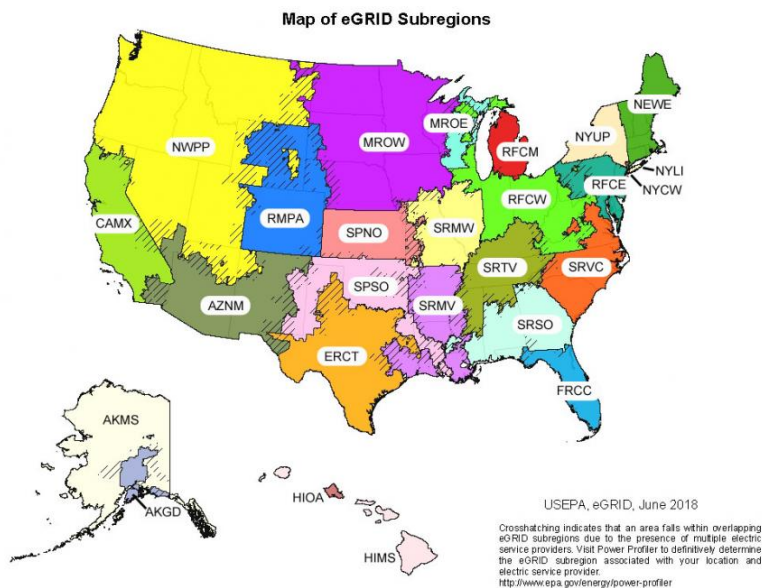 Map of eGRID Subregions
NEWE
MROE
NYUP
NWPP
MROW
RFCM
NYLI
RFCE
NYCW
RFCW
CAMX
RMPA
SPNO
SRMW
SRTV
SRVC
AZNM
SPSO
SRMV
SRSO
ERCT
FRCC
AKMS
HIOA
AKGD
HIMS
USEPA, eGRID, June 2018
Crosshatching indicates that an area falls within overlapping
eGRID subregions due to the presence of multiple electric
service providers. Visit Power Profiler to definitively determine
the eGRID subregion associated with your location and
electric service provider.
http://www.epa.gov/energy/power-profiler